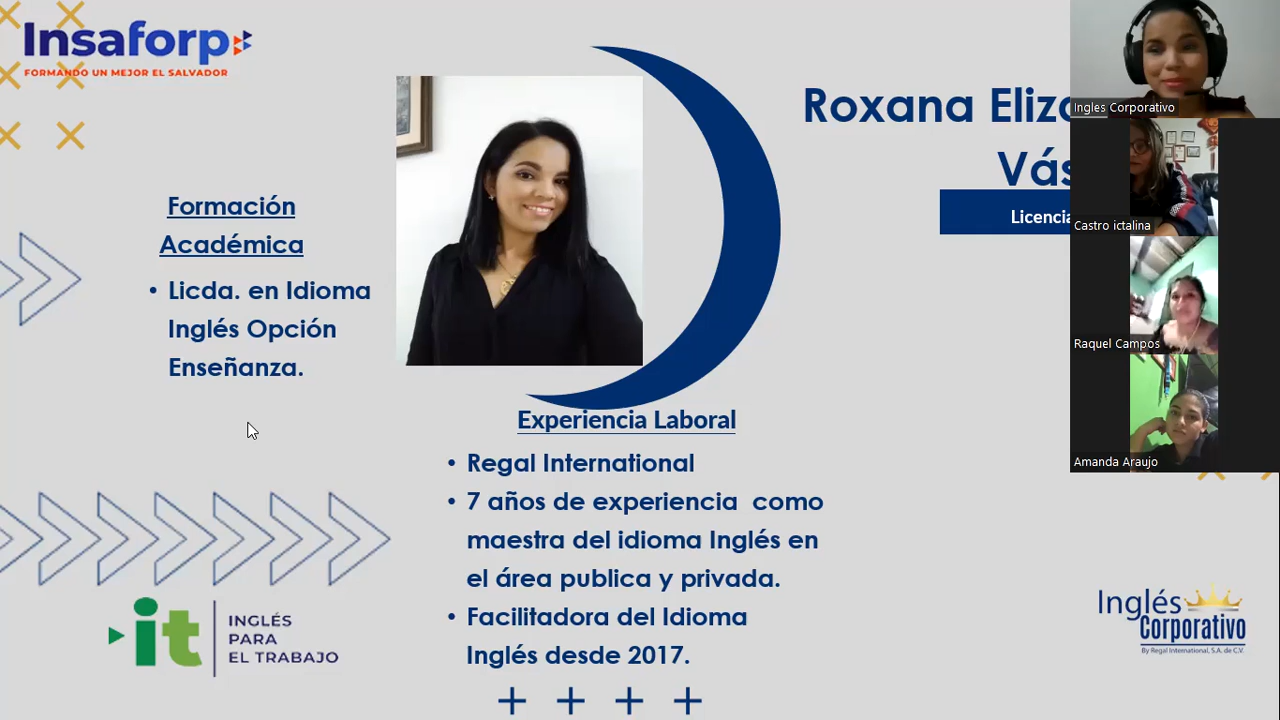 Insaforp
FORMANDO UN MEJOR EL SALVADOR
Roxana
Formación
Académica
• Licda. en Idioma
Inglés Opción
Enseñanza.
Experiencia Laboral
• Regal International
• 7 años de experiencia como
maestra del idioma Inglés en
el área publica y privada.
• Facilitadora del Idioma
Inglés desde 2017.
it
INGLÉS
PARA
EL TRABAJO
Inglés
Corporativo
By Regal International, S.A. de C.V.
Ingles Corporativo
Castro ictalina
Raquel Campos
Amanda Araujo